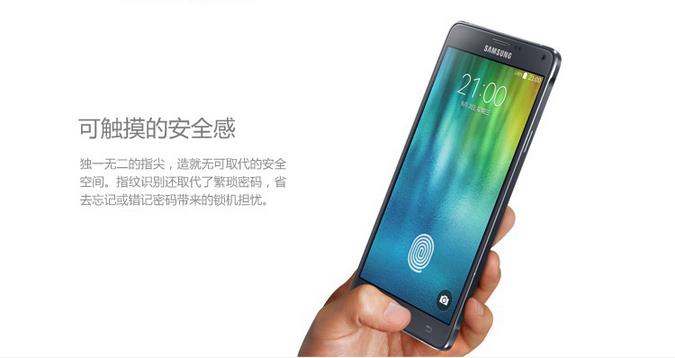 SAMSUNG
21:00
21:00
可触摸的安全感
独一无二的指尖，造就无可取代的安全
空间。指纹识别还取代了繁琐密码，省
去忘记或错记密码带来的锁机担忧。